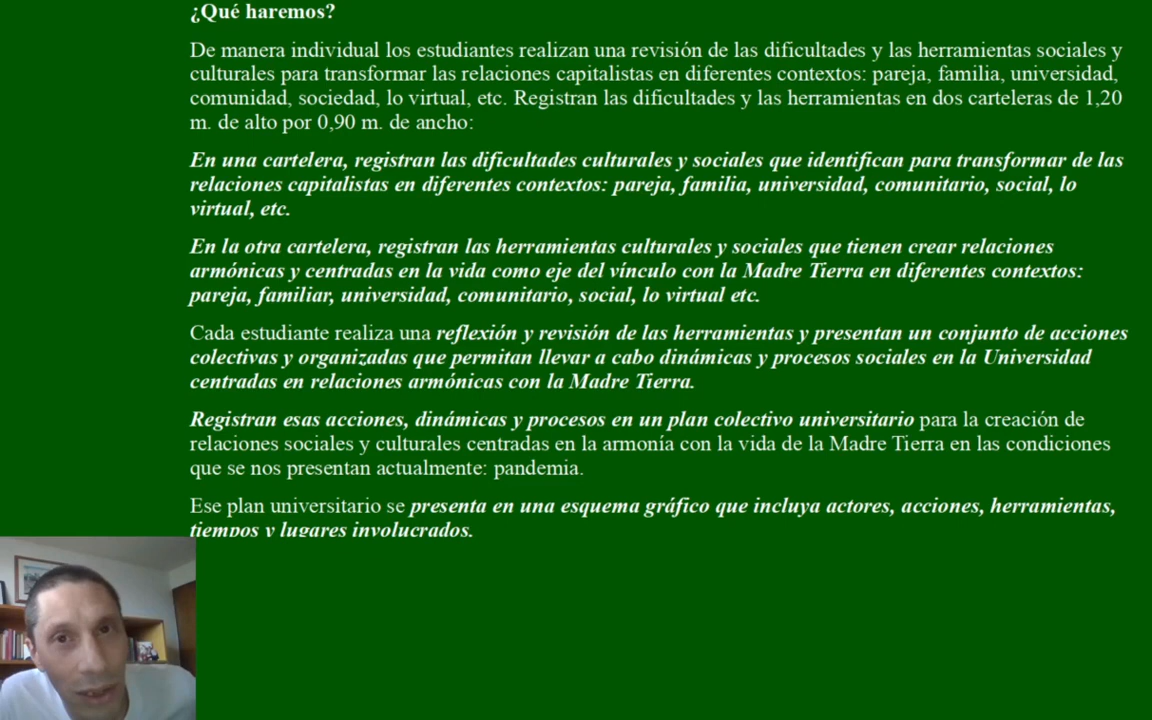 ¿Qué haremos?
De manera individual los estudiantes realizan una revisión de las dificultades y las herramientas sociales y
culturales para transformar las relaciones capitalistas en diferentes contextos: pareja, familia, universidad,
comunidad, sociedad, lo virtual, etc. Registran las dificultades y las herramientas en dos carteleras de 1,20
m. de alto por 0,90 m. de ancho:
En una cartelera, registran las dificultades culturales y sociales que identifican para transformar de las
relaciones capitalistas en diferentes contextos: pareja, familia, universidad, comunitario, social, lo
virtual, etc.
En la otra cartelera, registran las herramientas culturales y sociales que tienen crear relaciones
armónicas y centradas en la vida como eje del vínculo con la Madre Tierra en diferentes contextos:
pareja, familiar, universidad, comunitario, social, lo virtual etc.
Cada estudiante realiza una reflexión y revisión de las herramientas y presentan un conjunto de acciones
colectivas y organizadas que permitan llevar a cabo dinámicas y procesos sociales en la Universidad
centradas en relaciones armónicas con la Madre Tierra.
Registran esas acciones, dinámicas y procesos en un plan colectivo universitario para la creación de
relaciones sociales y culturales centradas en la armonía con la vida de la Madre Tierra en las condiciones
que se nos presentan actualmente: pandemia.
Ese plan universitario se presenta en una esquema gráfico que incluya actores, acciones, herramientas,
tiempos y lugares involucrados.